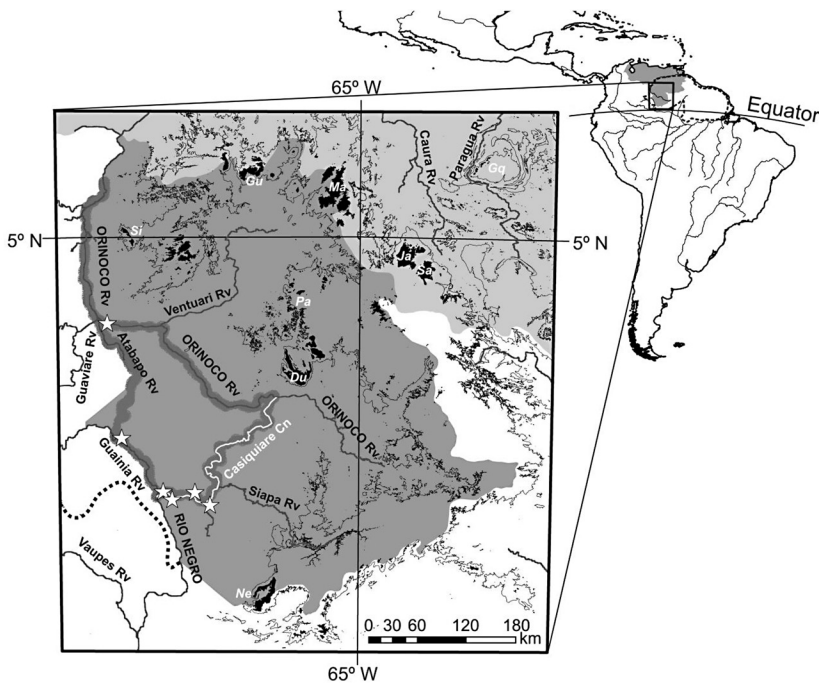 65º W
Equator
Paragua Rv
Caura Rv
Gq
Gu
Ma
Si
5º N
5º N
ORINOCO Rv
Ja
Sa
Ventuari Rv
Pa
Guaviare Rv
Atabapo Rv
ORINOCO Rv
Du
ORINOCO Rv
Casiquiare Cn
Guainia Rv
Siapa Rv
RIO NEGRO
Vaupes Rv
Ne
0 30 60 120 180
km
65º W